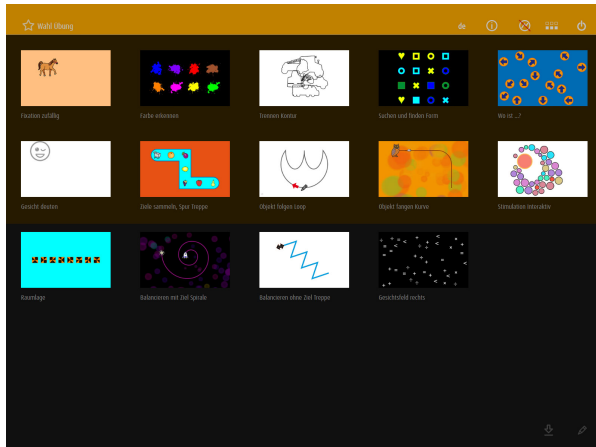 Wahl Übung
de
Fixation zufällig
Farbe erkennen
Trennen Kontur
Suchen und finden Form
Wo ist ...?
Gesicht deuten
Ziele sammeln, Spur Treppe
Objekt folgen Loop
Objekt fangen Kurve
Stimulation Interaktiv
Raumlage
Balancieren mit Ziel Spirale
Balancieren ohne Ziel Treppe
Gesichtsfeld rechts